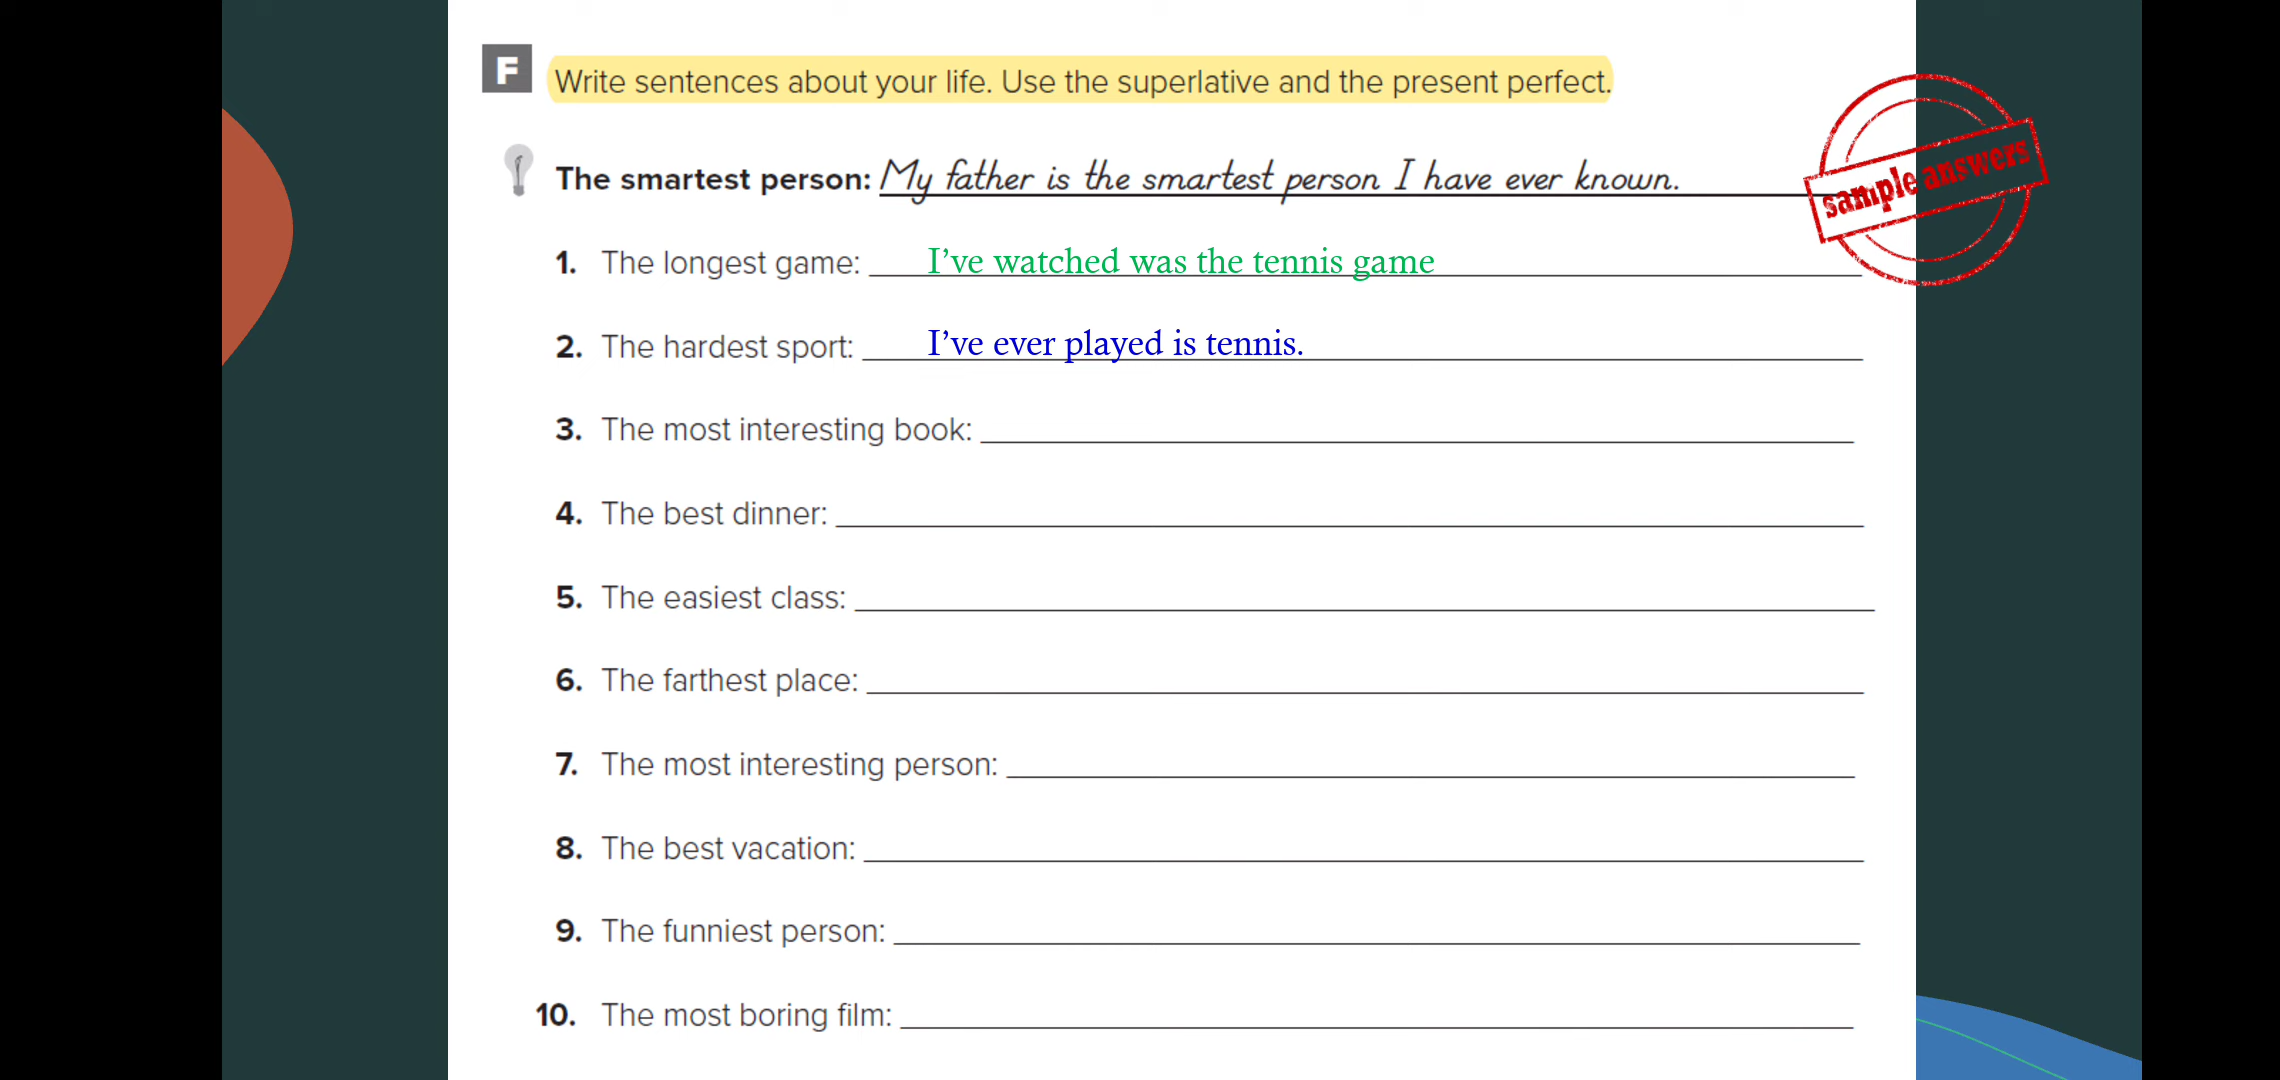 F Write sentences about your life. Use the superlative and the present perfect.
The smartest person: My father is the smartest person I have ever known.
sample answers
1. The longest game: I've watched was the tennis game
2. The hardest sport: I've ever played is tennis.
3. The most interesting book:
4. The best dinner:
5. The easiest class:
6. The farthest place:
7. The most interesting person:
8. The best vacation:
9. The funniest person:
10. The most boring film: